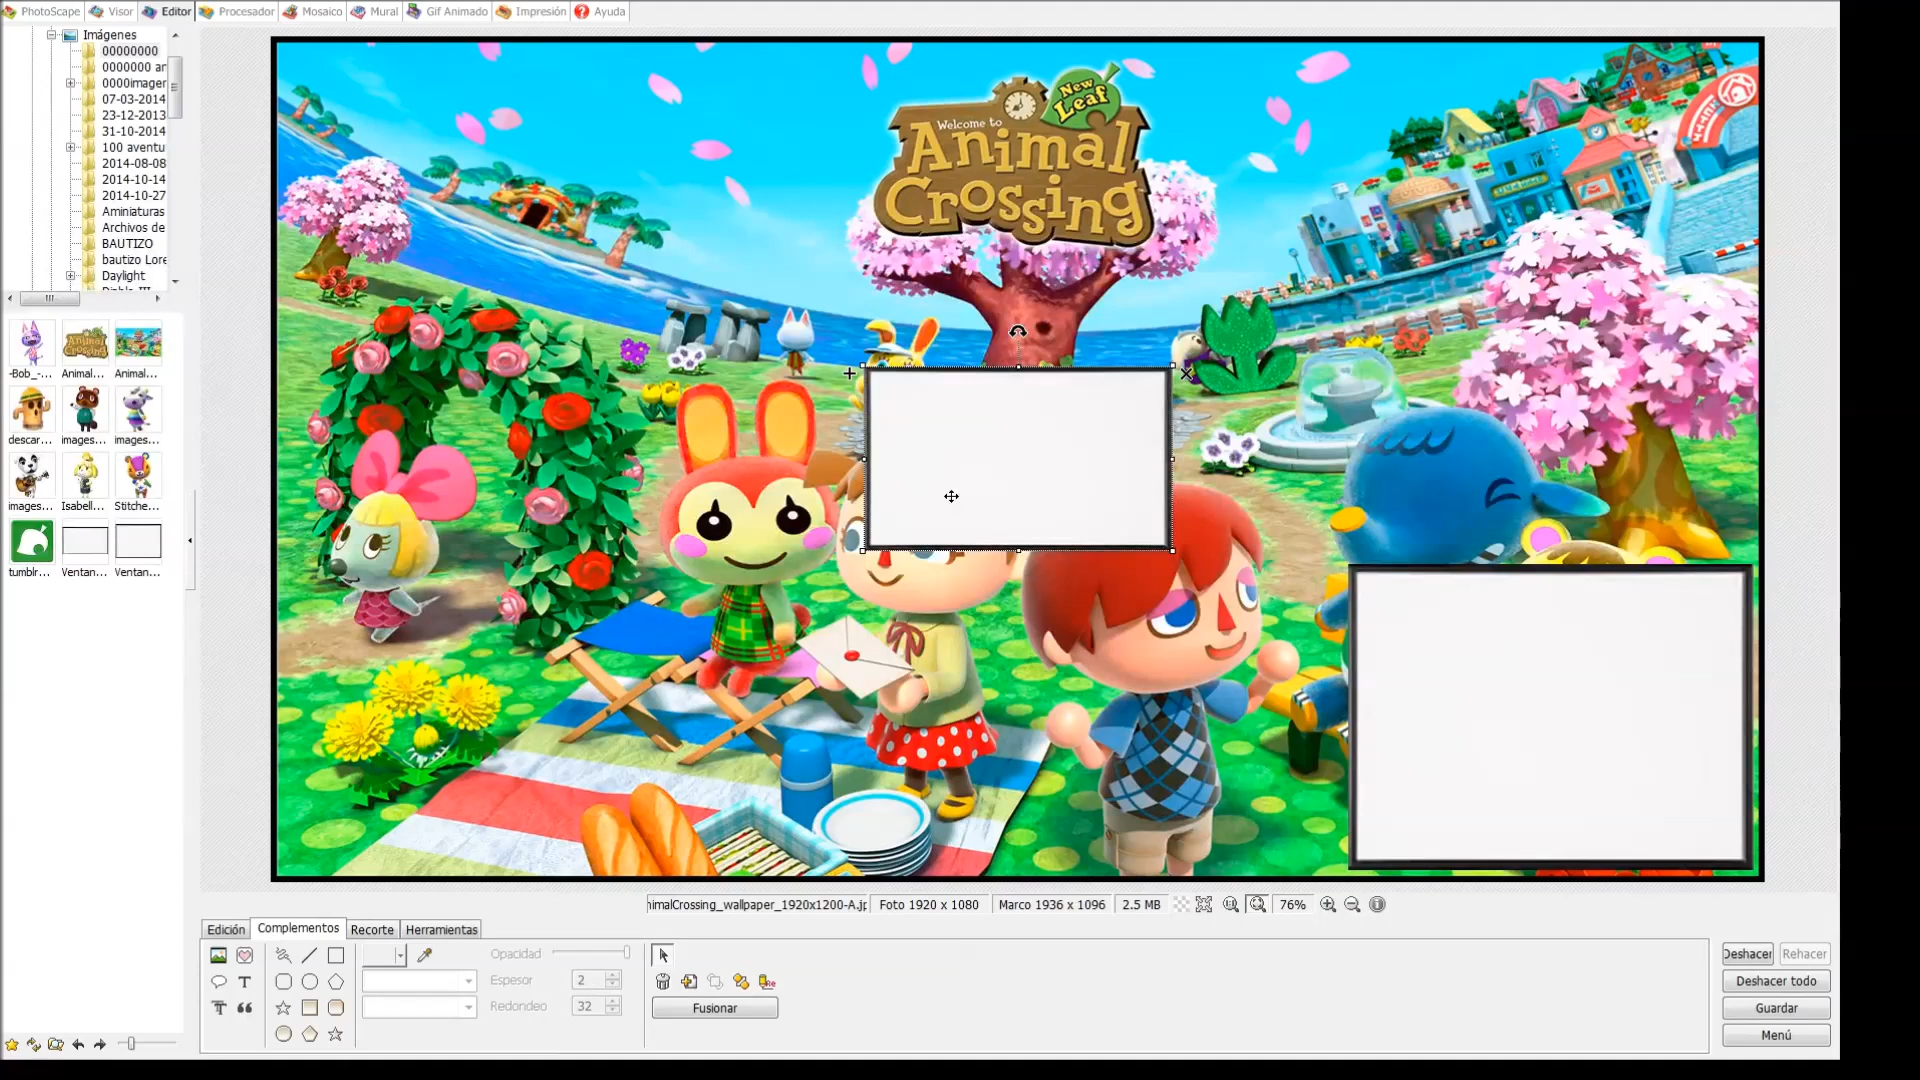 PhotoScape Visor Editor Procesador Mosaico Mural Gif Animado Impresión Ayuda
Imágenes
00000000
0000000 an
0000imager
07-03-2014
23-12-2013
31-10-2014
100 aventu
2014-08-08
2014-10-14
2014-10-27
Aminiaturas
Archivos de
BAUTIZO
bautizo Lore
Daylight
-Bob_-... Animal... Animal...
descar... images... images...
images... Isabell... Stitche...
tumblr... Ventan... Ventan...
New
Leaf
Welcome to
Animal
Crossing
nimalCrossing_wallpaper_1920x1200-A.jp Foto 1920 x 1080 Marco 1936 x 1096 2.5 MB 76%
Edición Complementos Recorte Herramientas
Opacidad
Espesor 2
Redondeo 32
Fusionar
Deshacer Rehacer
Deshacer todo
Guardar
Menú